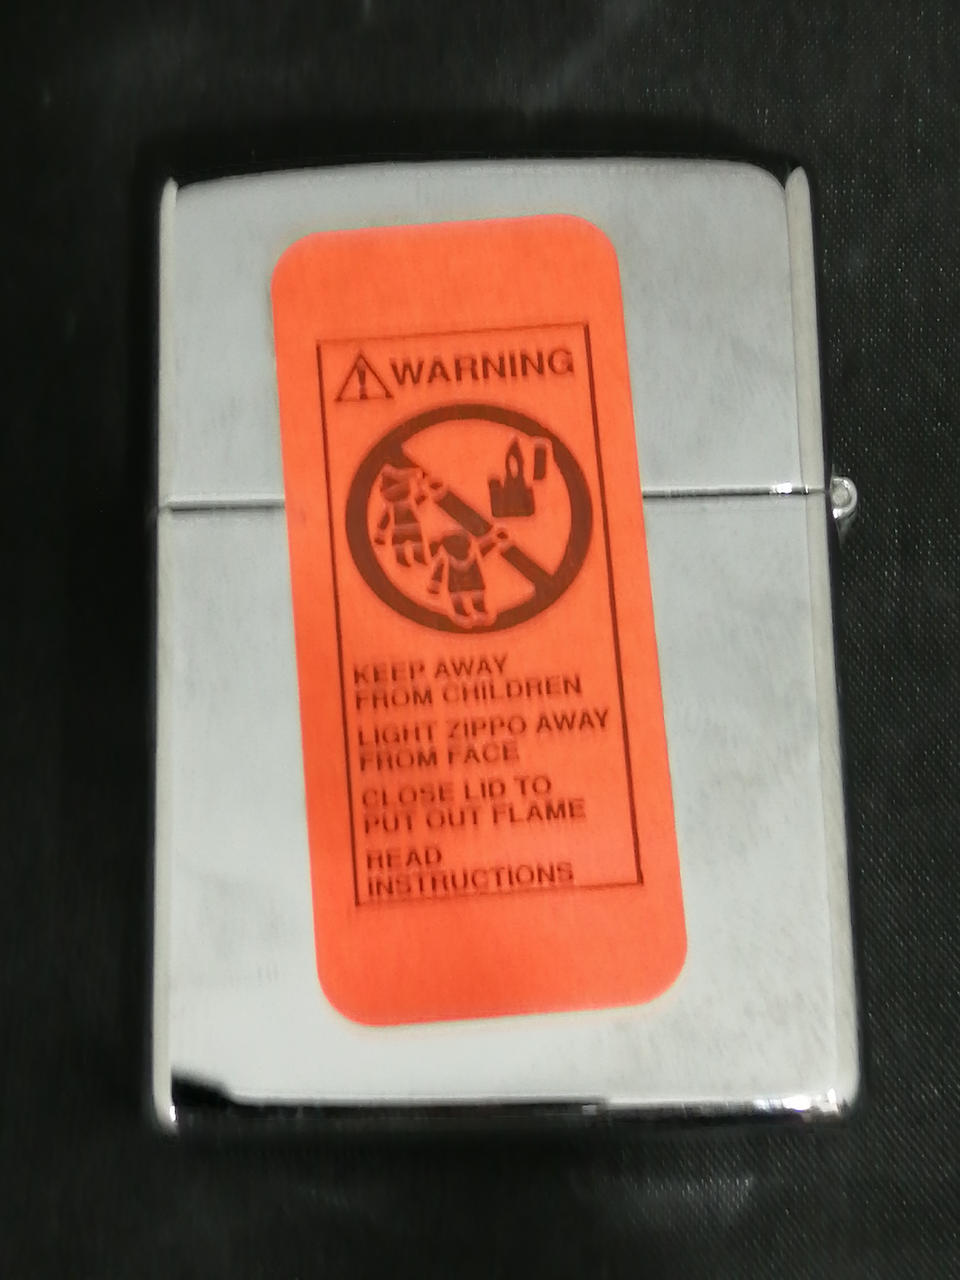 WARNING
KEEP AWAY
FROM CHILDREN
LIGHT ZIPPO AWAY
FROM FACE
CLOSE LID TO
PUT OUT FLAME
READ
INSTRUCTIONS